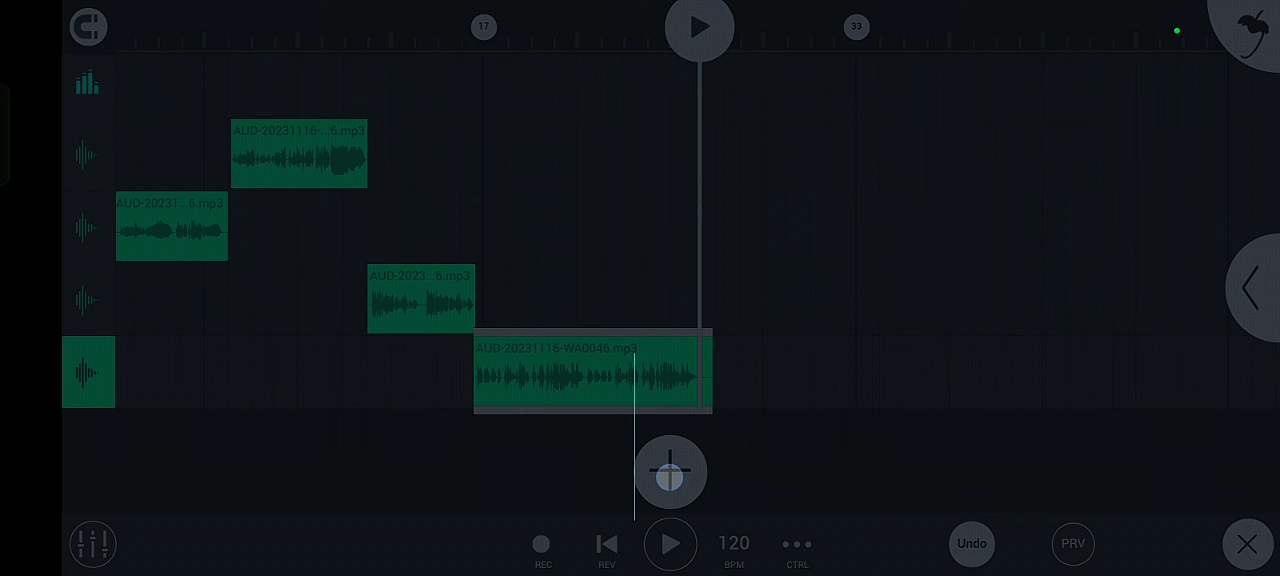 17
33
AUD-20231116-...6.mp3
AUD-20231...6.mp3
AUD-2023...6.mp3
AUD-20231116-WA0046.mp3
120
Undo
PRV
REC
REV
BPM
CTRL